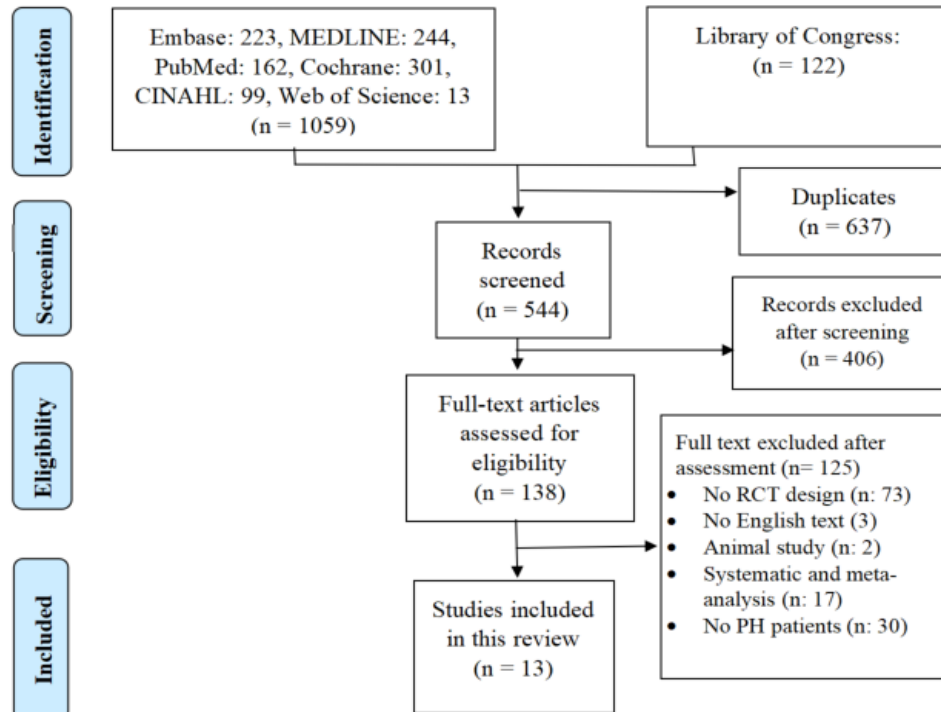 Identification
Embase: 223, MEDLINE: 244,
PubMed: 162, Cochrane: 301,
CINAHL: 99, Web of Science: 13
(n = 1059)
Library of Congress:
(n = 122)
Duplicates
(n = 637)
Screening
Records
screened
(n = 544)
Records excluded
after screening
(n = 406)
Eligibility
Full-text articles
assessed for
eligibility
(n = 138)
Full text excluded after
assessment (n= 125)
• No RCT design (n: 73)
• No English text (3)
• Animal study (n: 2)
• Systematic and meta-
analysis (n: 17)
• No PH patients (n: 30)
Included
Studies included
in this review
(n = 13)